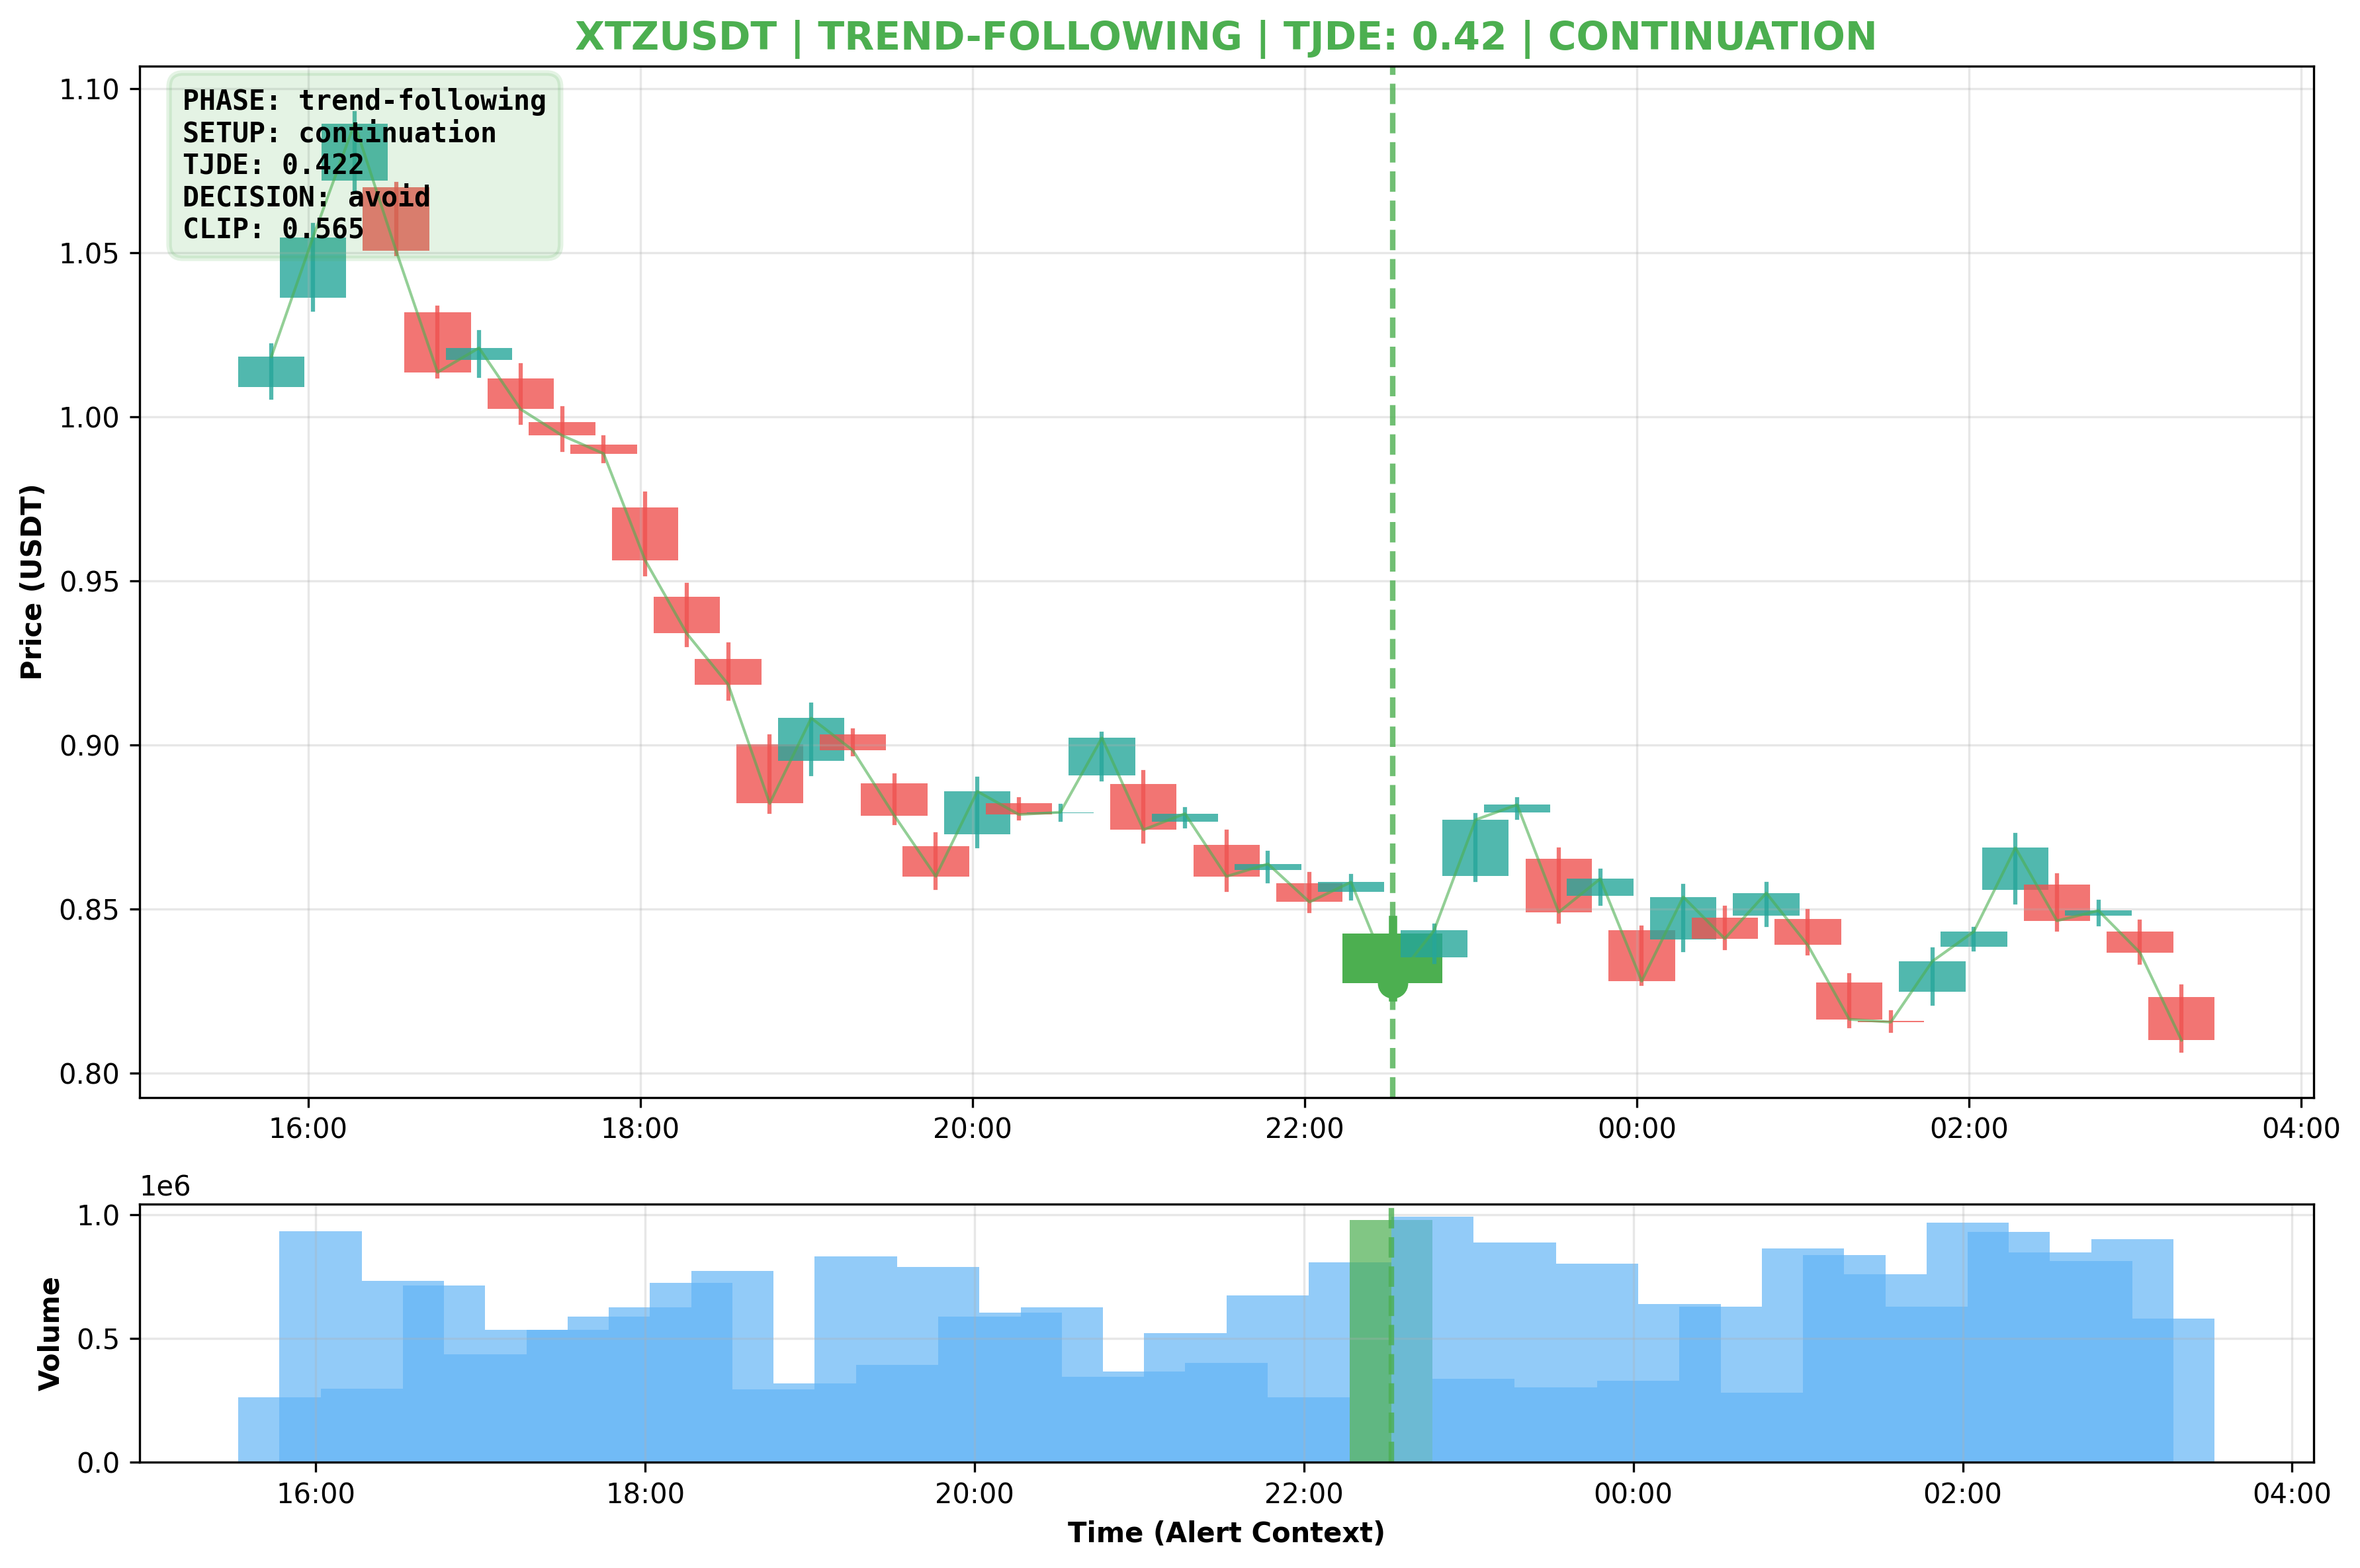 XTZUSDT | TREND-FOLLOWING | TJDE: 0.42 | CONTINUATION
PHASE: trend-following
SETUP: continuation
TJDE: 0.422
DECISION: avoid
CLIP: 0.565
Price (USDT)
1.10
1.05
1.00
0.95
0.90
0.85
0.80
16:00 18:00 20:00 22:00 00:00 02:00 04:00
1e6
Volume
1.0
0.5
0.0
16:00 18:00 20:00 22:00 00:00 02:00 04:00
Time (Alert Context)